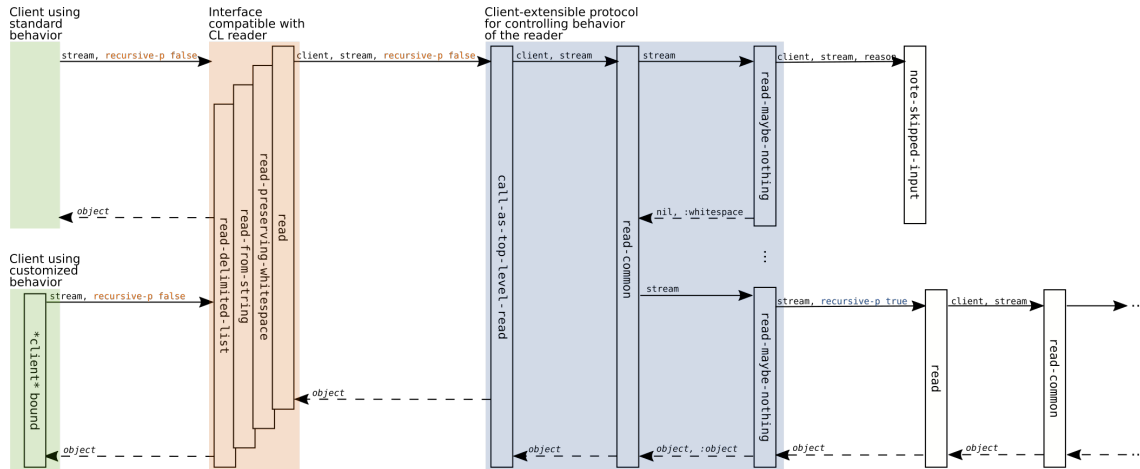 Client using
standard
behavior
Interface
compatible with
CL reader
Client-extensible protocol
for controlling behavior
of the reader
stream, recursive-p false
client, stream, recursive-p false
client, stream
stream
client, stream, reason
read-delimited-list
read-from-string
read-preserving-whitespace
read
call-as-top-level-read
read-common
read-maybe-nothing
note-skipped-input
object
nil, :whitespace
...
Client using
customized
behavior
*client* bound
stream, recursive-p false
stream
stream, recursive-p true
client, stream
...
read-maybe-nothing
read
read-common
object
object
object
object, :object
object
object
...